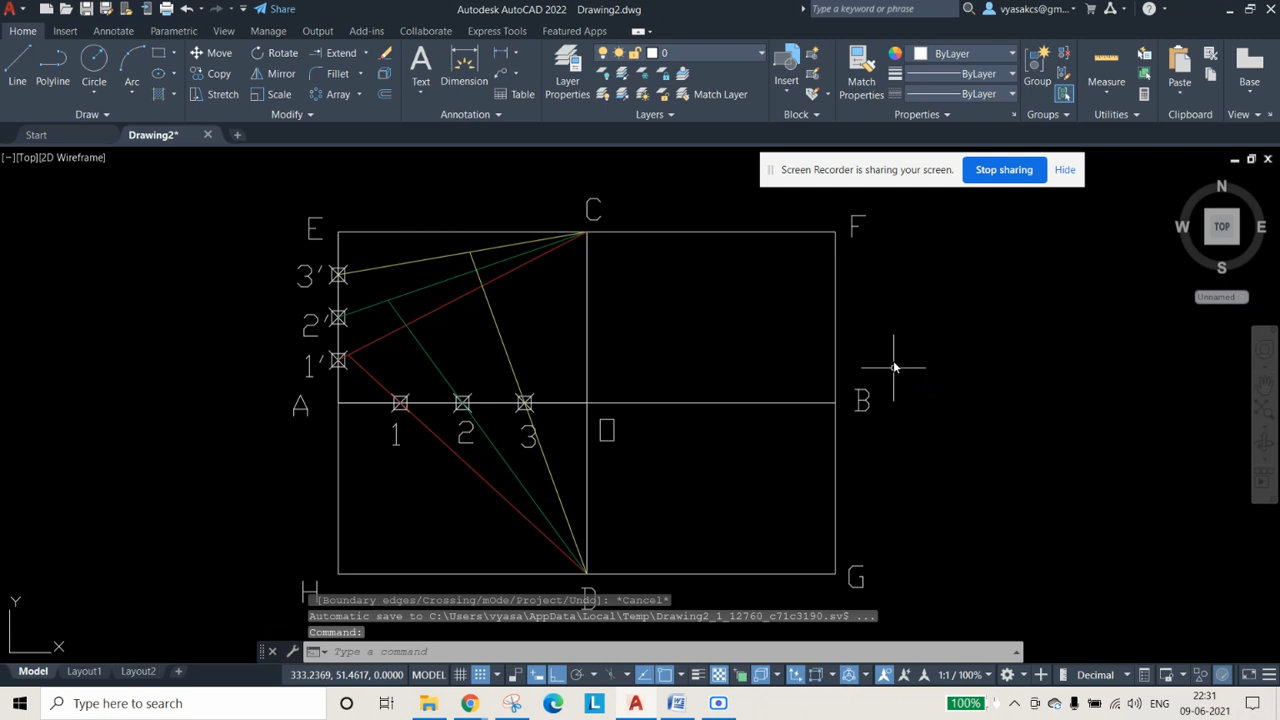 Autodesk AutoCAD 2022 Drawing2.dwg
Share
Type a keyword or phrase
vyasakcs@gm...
Home Insert Annotate Parametric View Manage Output Add-ins Collaborate Express Tools Featured Apps
Line Polyline Circle Arc
Move Rotate Extend
Copy Mirror Fillet
Stretch Scale Array
Text Dimension Table
Layer Properties
0
Match Layer
Insert
Match Properties
ByLayer
ByLayer
ByLayer
Group
Measure
Paste
Base
Draw Modify Annotation Layers Block Properties Groups Utilities Clipboard View
Start Drawing2*
[−][Top][2D Wireframe]
Screen Recorder is sharing your screen. Stop sharing Hide
N
W TOP E
S
Unnamed
E C F
3'
2'
1'
A B
1 2 3 O
H D G
[Boundary edges/Crossing/mOde/Project/Undo]: *Cancel*
Automatic save to C:\Users\vyasa\AppData\Local\Temp\Drawing2_1_12760_c71c3190.sv$ ...
Command:
Type a command
Y
X
Model Layout1 Layout2
333.2369, 51.4617, 0.0000 MODEL
1:1 / 100%
Decimal
Type here to search
100%
ENG
22:31
09-06-2021